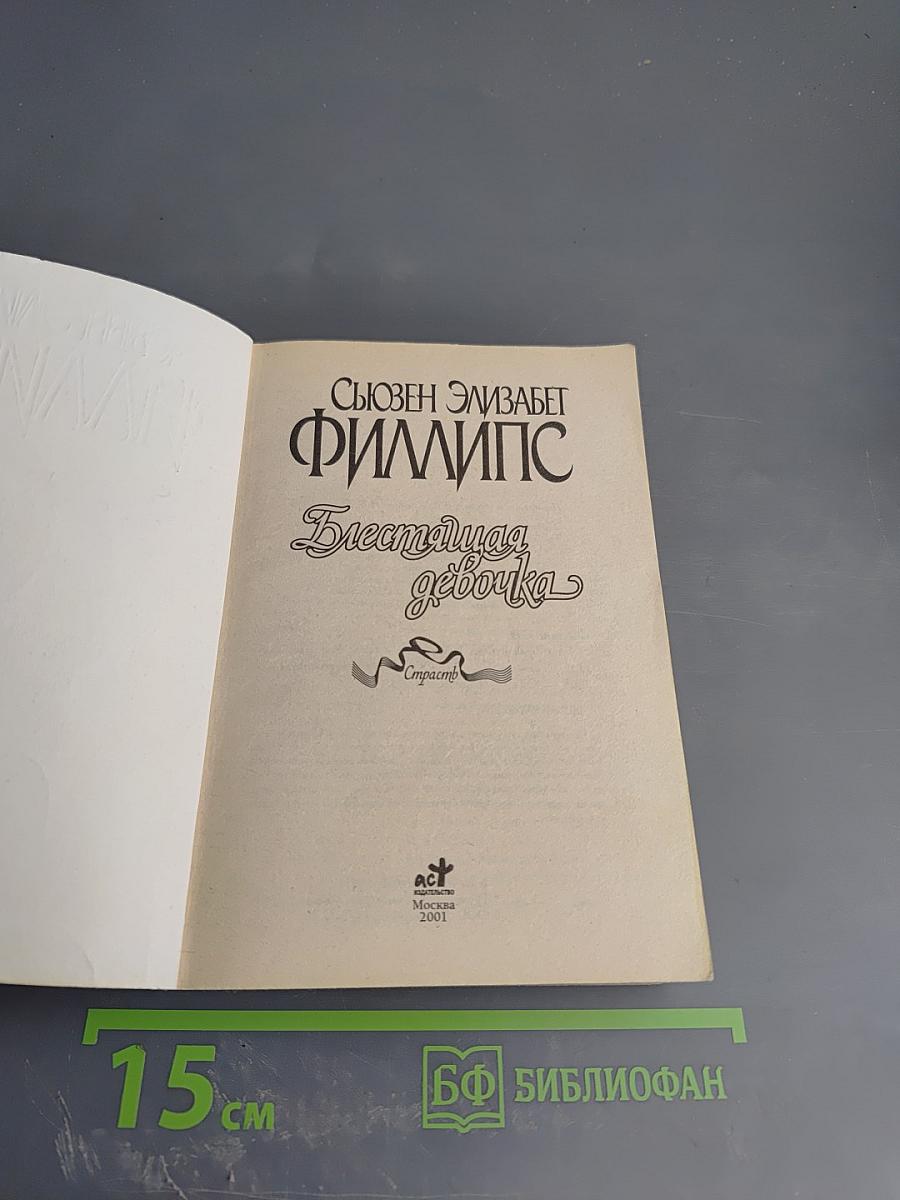 Сьюзен Элизабет
Филлипс
Блестящая
девочка
Страсть
аст
издательство
Москва
2001
15 см
БФ БИБЛИОФАН